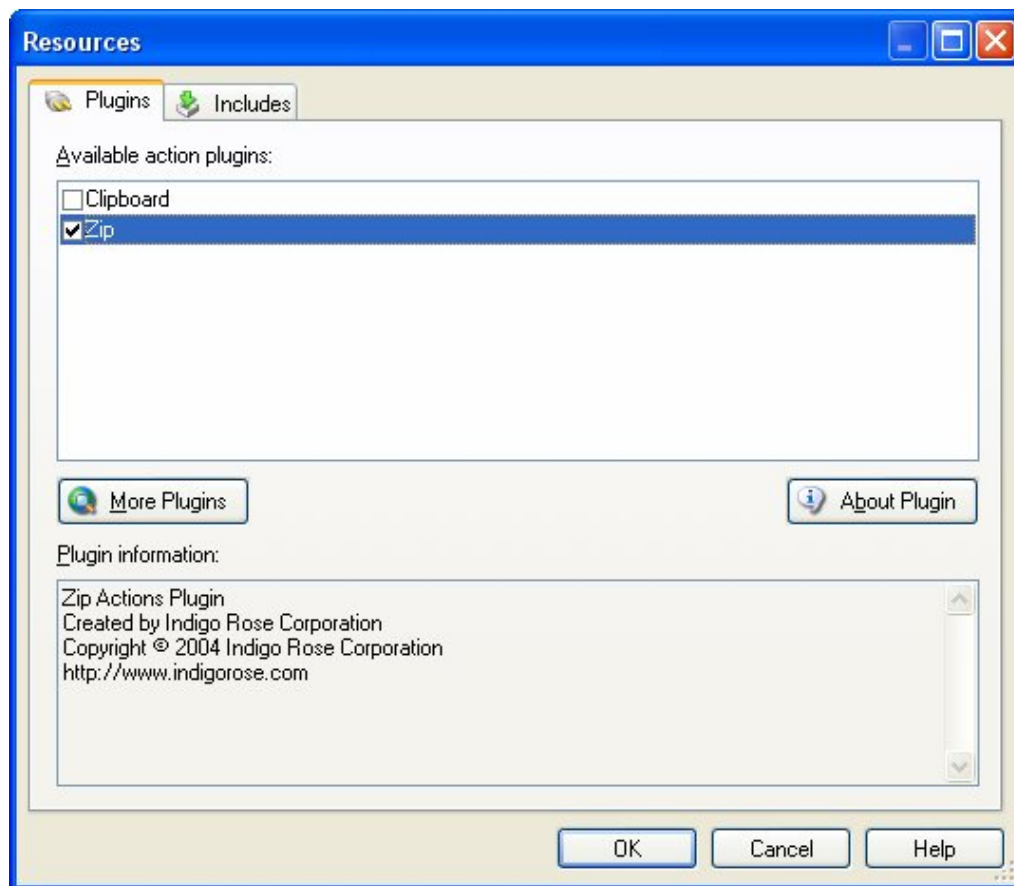 Resources
Plugins
Includes
Available action plugins:
Clipboard
Zip
More Plugins
About Plugin
Plugin information:
Zip Actions Plugin
Created by Indigo Rose Corporation
Copyright © 2004 Indigo Rose Corporation
http://www.indigorose.com
OK
Cancel
Help